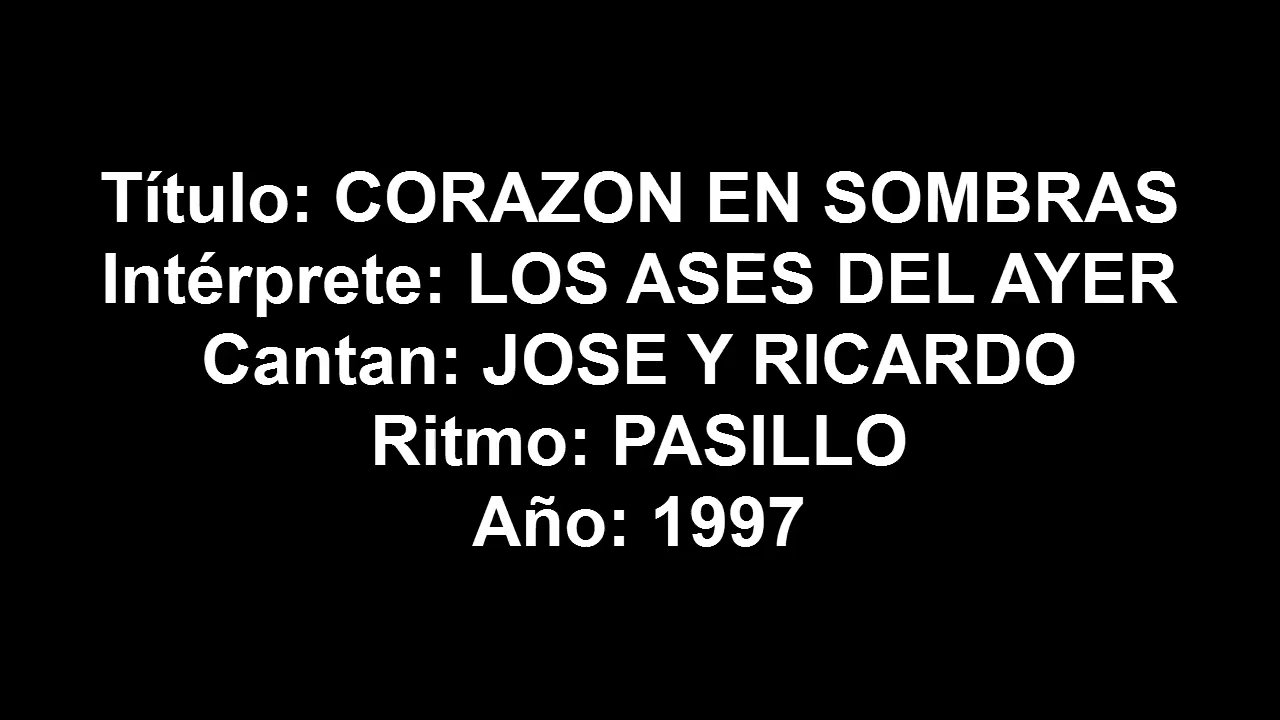 Título: CORAZON EN SOMBRAS
Intérprete: LOS ASES DEL AYER
Cantan: JOSE Y RICARDO
Ritmo: PASILLO
Año: 1997